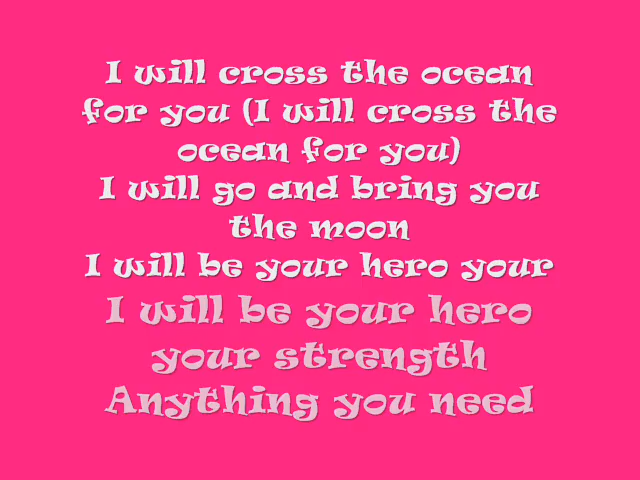 I will cross the ocean
for you (I will cross the
ocean for you)
I will go and bring you
the moon
I will be your hero your
I will be your hero
your strength
Anything you need